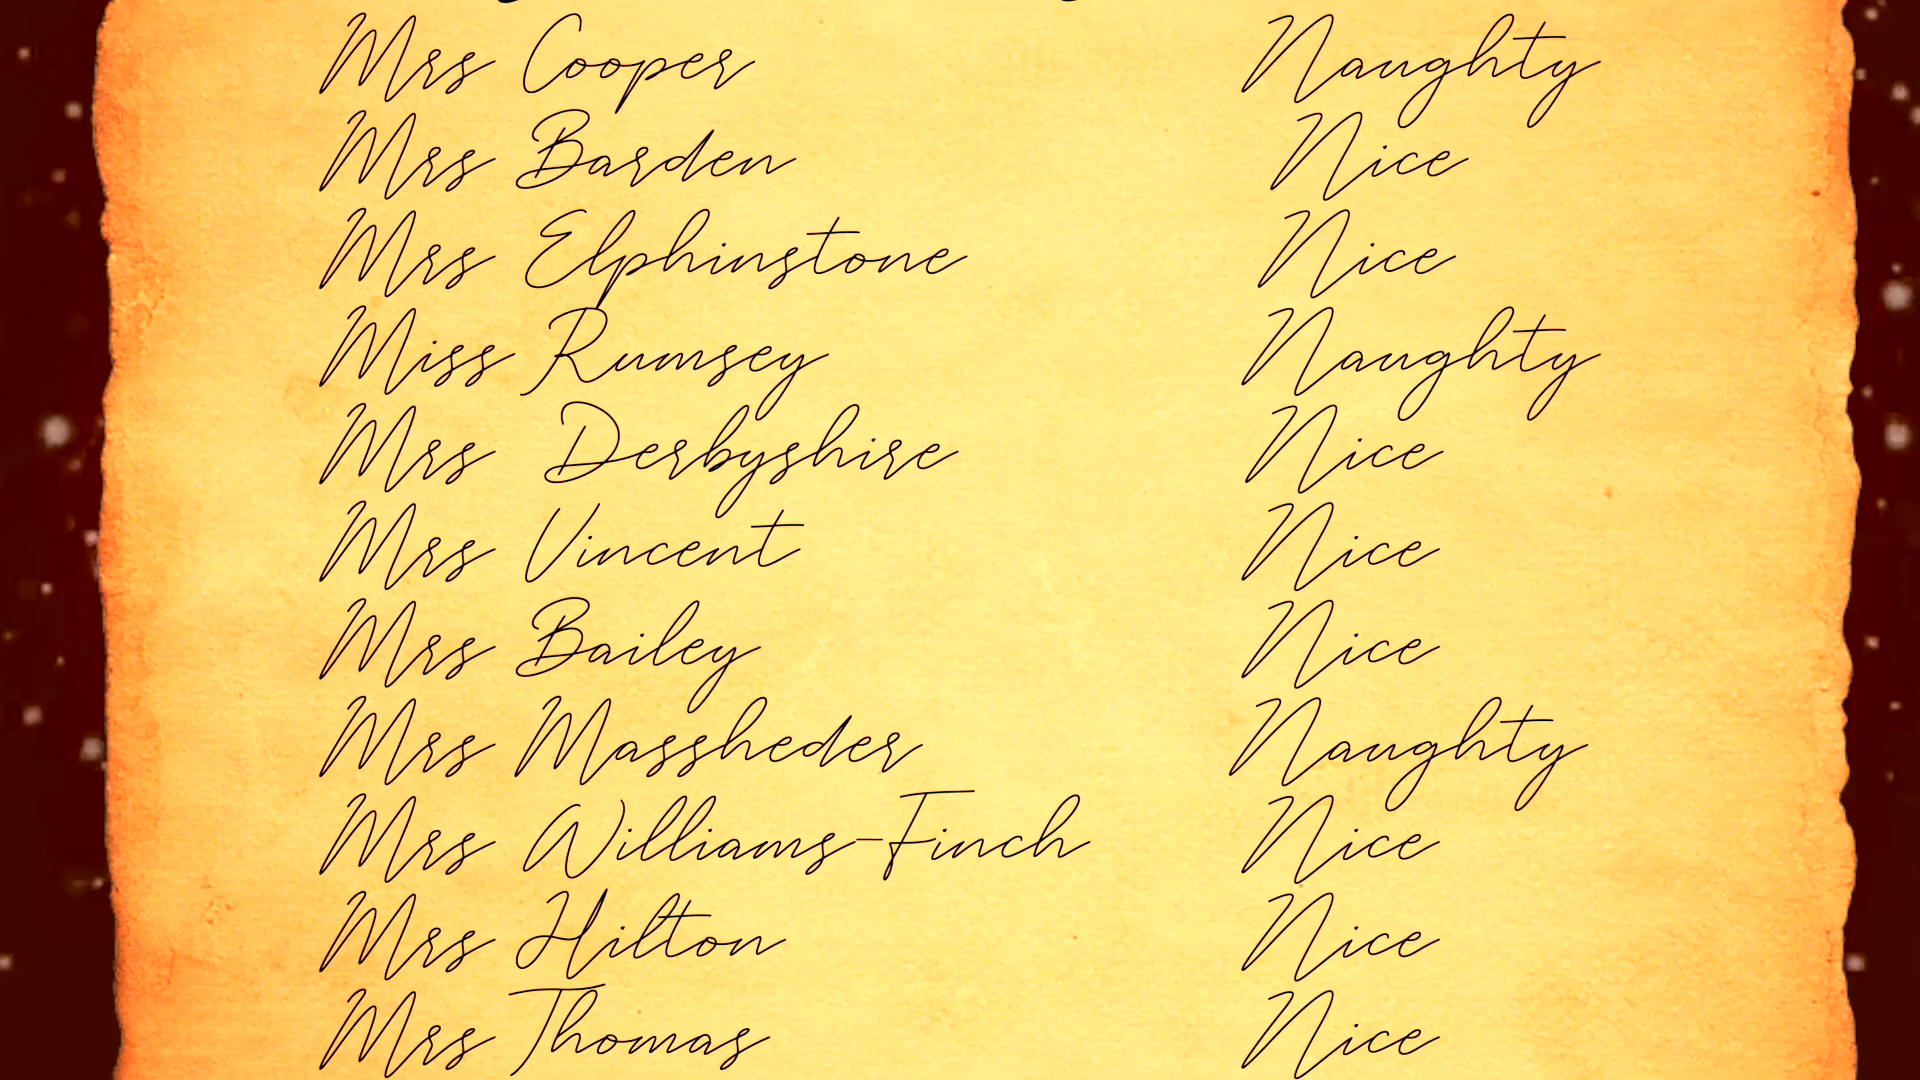 Mrs Cooper Naughty
Mrs Barden Nice
Mrs Elphinstone Nice
Miss Rumsey Naughty
Mrs Derbyshire Nice
Mrs Vincent Nice
Mrs Bailey Nice
Mrs Massheder Naughty
Mrs Williams-Finch Nice
Mrs Hilton Nice
Mrs Thomas Nice